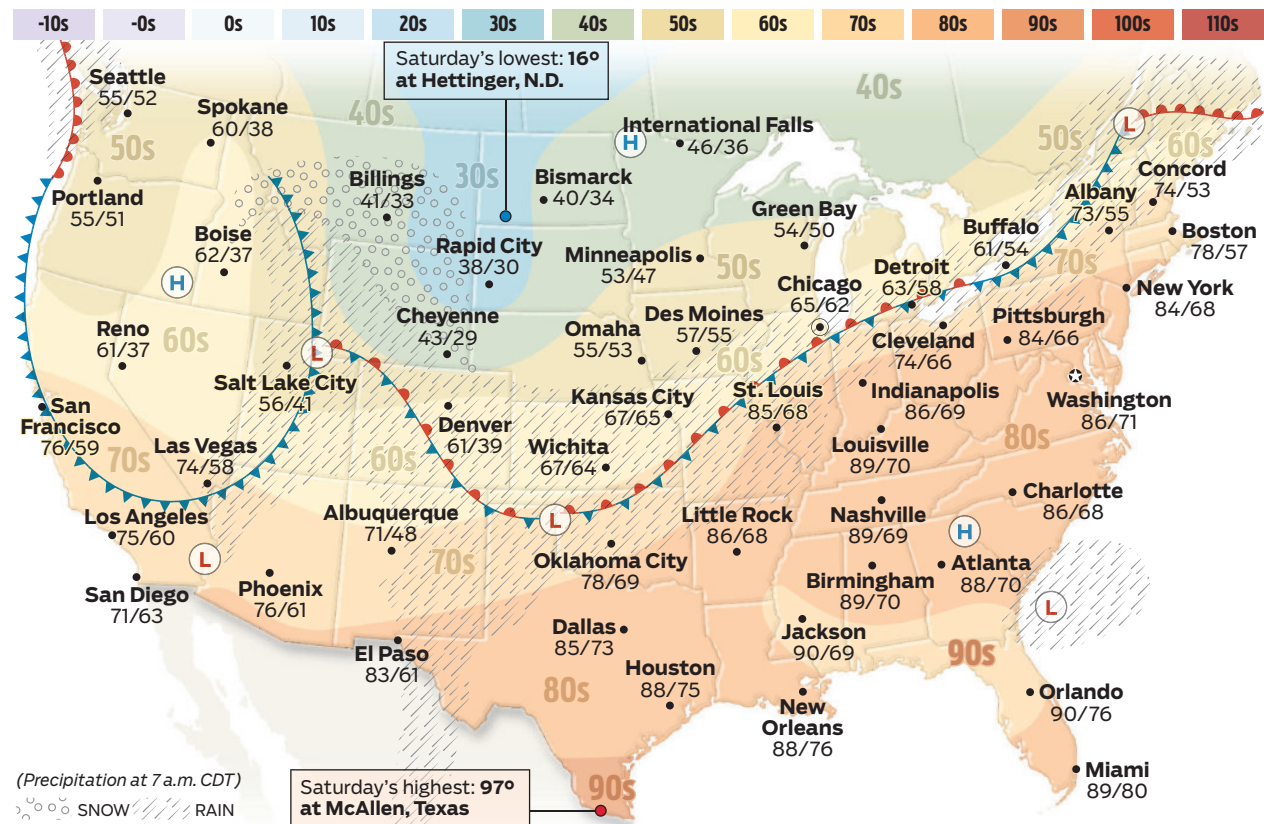 -10s -0s 0s 10s 20s 30s 40s 50s 60s 70s 80s 90s 100s 110s
Saturday's lowest: 16º
at Hettinger, N.D.
Seattle
55/52
Spokane
60/38
40s
40s
50s
50s
60s
International Falls
H
46/36
L
Portland
55/51
Billings
41/33
30s
Bismarck
40/34
Concord
74/53
Albany
73/55
Boise
62/37
Green Bay
54/50
Buffalo
61/54
Boston
78/57
Rapid City
38/30
Minneapolis
53/47
50s
70s
H
Chicago
65/62
Detroit
63/58
New York
84/68
Reno
61/37
60s
Cheyenne
43/29
Omaha
55/53
Des Moines
57/55
60s
Cleveland
74/66
Pittsburgh
84/66
L
Salt Lake City
56/41
Kansas City
67/65
St. Louis
85/68
Indianapolis
86/69
Washington
86/71
San
Francisco
76/59
Denver
61/39
Las Vegas
74/58
70s
60s
Wichita
67/64
Louisville
89/70
80s
Los Angeles
75/60
Albuquerque
71/48
L
Little Rock
86/68
Nashville
89/69
Charlotte
86/68
H
L
70s
Oklahoma City
78/69
Birmingham
89/70
Atlanta
88/70
San Diego
71/63
Phoenix
76/61
L
El Paso
83/61
Dallas
85/73
Jackson
90/69
90s
Houston
88/75
80s
New
Orleans
88/76
Orlando
90/76
Miami
89/80
90s
(Precipitation at 7 a.m. CDT)
SNOW RAIN
Saturday's highest: 97º
at McAllen, Texas